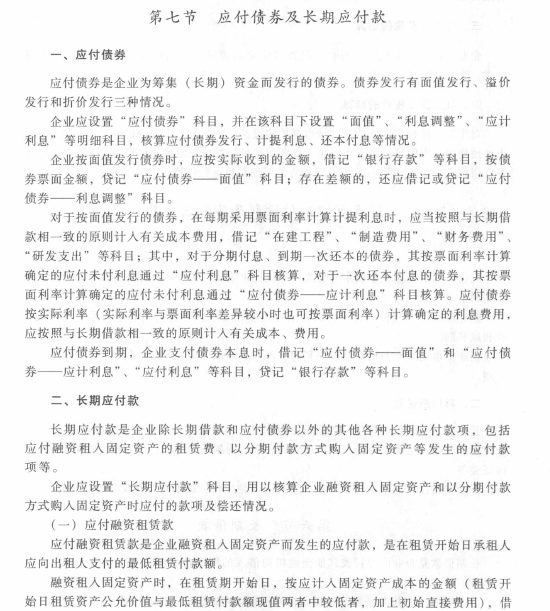 第七节　应付债券及长期应付款
一、应付债券
应付债券是企业为筹集（长期）资金而发行的债券。债券发行有面值发行、溢价
发行和折价发行三种情况。
企业应设置“应付债券”科目，并在该科目下设置“面值”、“利息调整”、“应计
利息”等明细科目，核算应付债券发行、计提利息、还本付息等情况。
企业按面值发行债券时，应按实际收到的金额，借记“银行存款”等科目，按债
券票面金额，贷记“应付债券——面值”科目；存在差额的，还应借记或贷记“应付
债券——利息调整”科目。
对于按面值发行的债券，在每期采用票面利率计算计提利息时，应当按照与长期借
款相一致的原则计入有关成本费用，借记“在建工程”、“制造费用”、“财务费用”、
“研发支出”等科目；其中，对于分期付息、到期一次还本的债券，其按票面利率计算
确定的应付未付利息通过“应付利息”科目核算，对于一次还本付息的债券，其按票
面利率计算确定的应付未付利息通过“应付债券——应计利息”科目核算。应付债券
按实际利率（实际利率与票面利率差异较小时也可按票面利率）计算确定的利息费用，
应按照与长期借款相一致的原则计入有关成本、费用。
应付债券到期，企业支付债券本息时，借记“应付债券——面值”和“应付债
券——应计利息”、“应付利息”等科目，贷记“银行存款”等科目。
二、长期应付款
长期应付款是企业除长期借款和应付债券以外的其他各种长期应付款项，包括
应付融资租入固定资产的租赁费、以分期付款方式购入固定资产等发生的应付款
项等。
企业应设置“长期应付款”科目，用以核算企业融资租入固定资产和以分期付款
方式购入固定资产时应付的款项及偿还情况。
（一）应付融资租赁款
应付融资租赁款是企业融资租入固定资产而发生的应付款，是在租赁开始日承租人
应向出租人支付的最低租赁付款额。
融资租入固定资产时，在租赁期开始日，按应计入固定资产成本的金额（租赁开
始日租赁资产公允价值与最低租赁付款额现值两者中较低者，加上初始直接费用），借